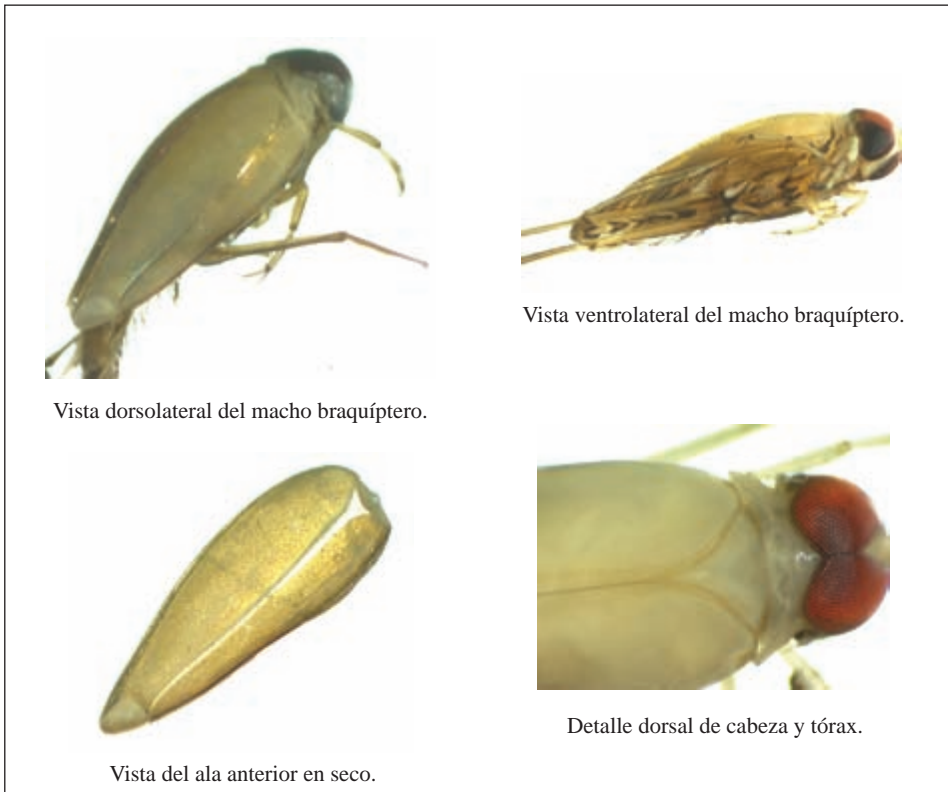 Vista dorsolateral del macho braquíptero.
Vista ventrolateral del macho braquíptero.
Vista del ala anterior en seco.
Detalle dorsal de cabeza y tórax.